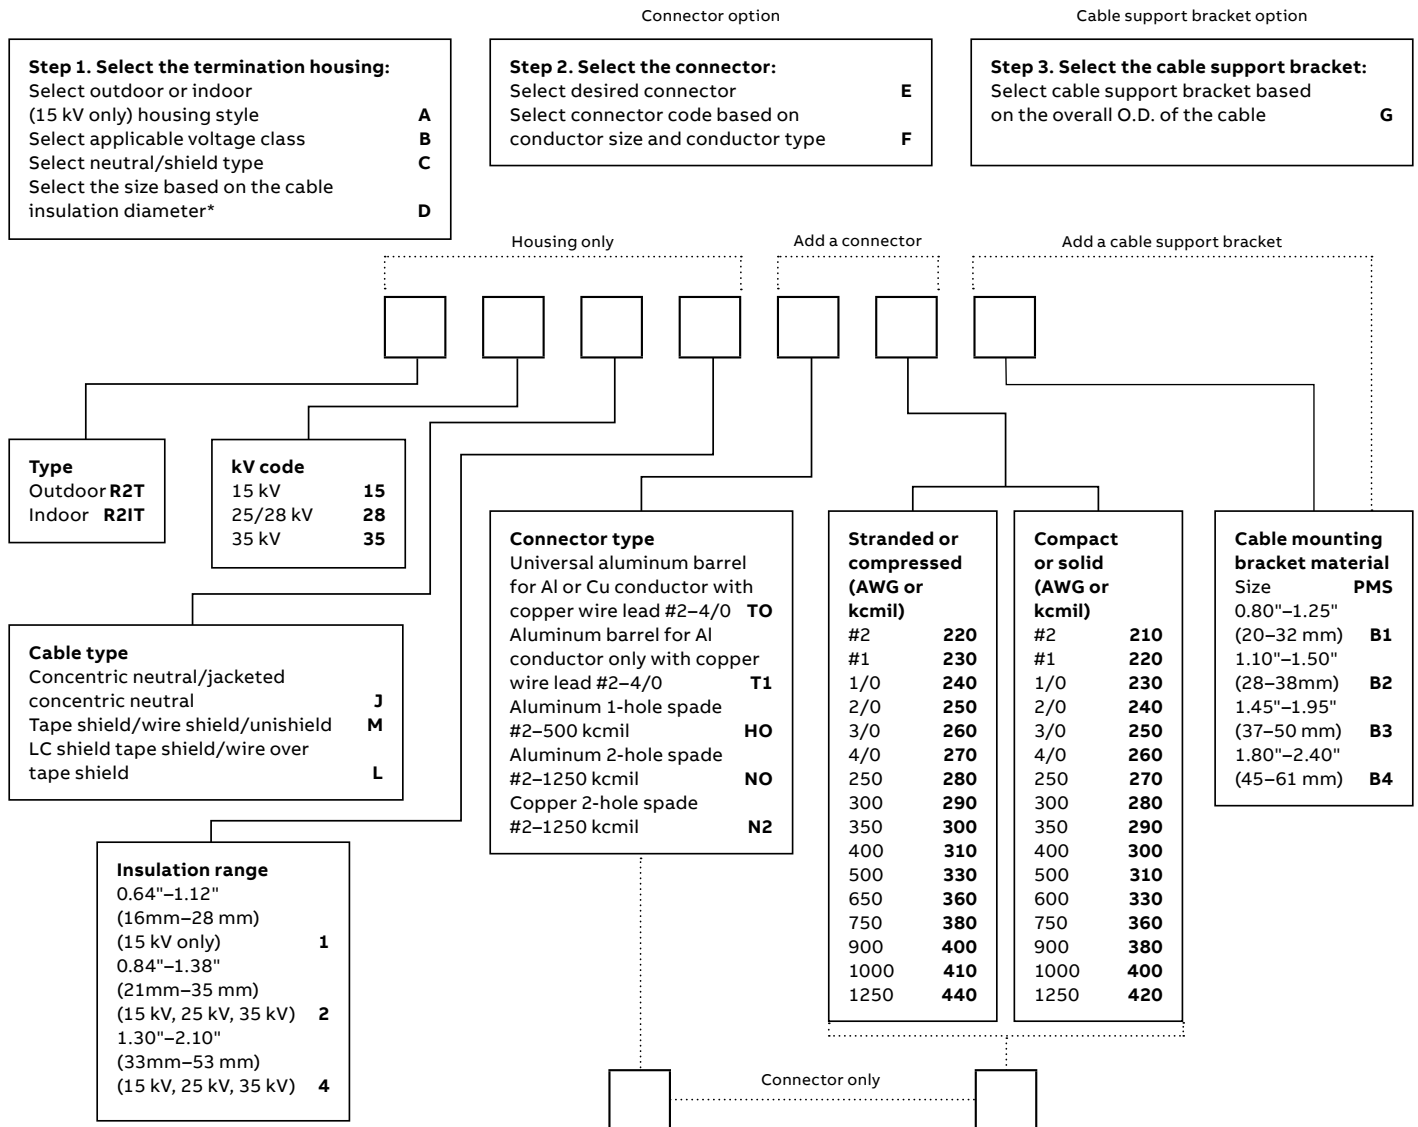 Connector option
Cable support bracket option
Step 1. Select the termination housing:
Select outdoor or indoor
(15 kV only) housing style A
Select applicable voltage class B
Select neutral/shield type C
Select the size based on the cable
insulation diameter* D
Step 2. Select the connector:
Select desired connector E
Select connector code based on
conductor size and conductor type F
Step 3. Select the cable support bracket:
Select cable support bracket based
on the overall O.D. of the cable G
Housing only
Add a connector
Add a cable support bracket
Type
Outdoor R2T
Indoor R2IT
kV code
15 kV 15
25/28 kV 28
35 kV 35
Cable type
Concentric neutral/jacketed
concentric neutral J
Tape shield/wire shield/unishield M
LC shield tape shield/wire over
tape shield L
Insulation range
0.64"–1.12"
(16mm–28 mm)
(15 kV only) 1
0.84"–1.38"
(21mm–35 mm)
(15 kV, 25 kV, 35 kV) 2
1.30"–2.10"
(33mm–53 mm)
(15 kV, 25 kV, 35 kV) 4
Connector type
Universal aluminum barrel
for Al or Cu conductor with
copper wire lead #2–4/0 TO
Aluminum barrel for Al
conductor only with copper
wire lead #2–4/0 T1
Aluminum 1-hole spade
#2–500 kcmil HO
Aluminum 2-hole spade
#2–1250 kcmil NO
Copper 2-hole spade
#2–1250 kcmil N2
Stranded or
compressed
(AWG or
kcmil)
#2 220
#1 230
1/0 240
2/0 250
3/0 260
4/0 270
250 280
300 290
350 300
400 310
500 330
650 360
750 380
900 400
1000 410
1250 440
Compact
or solid
(AWG or
kcmil)
#2 210
#1 220
1/0 230
2/0 240
3/0 250
4/0 260
250 270
300 280
350 290
400 300
500 310
600 330
750 360
900 380
1000 400
1250 420
Cable mounting
bracket material
Size PMS
0.80"–1.25"
(20–32 mm) B1
1.10"–1.50"
(28–38mm) B2
1.45"–1.95"
(37–50 mm) B3
1.80"–2.40"
(45–61 mm) B4
Connector only